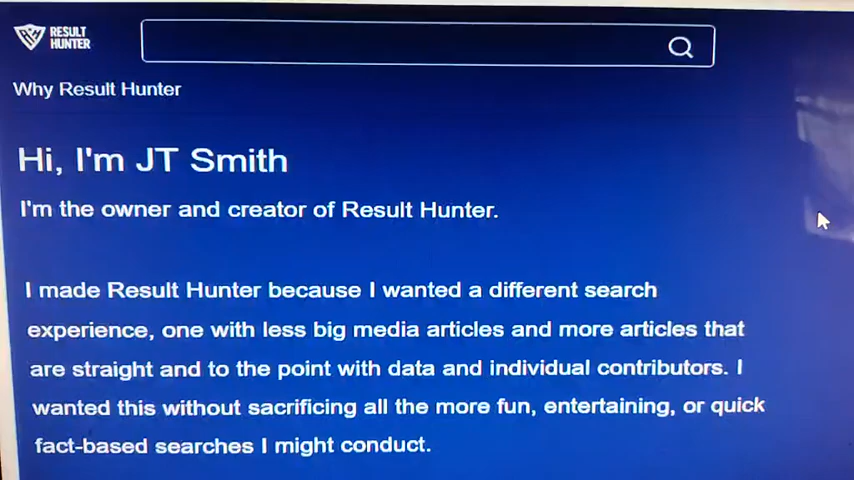 RESULT
HUNTER
Why Result Hunter
Hi, I'm JT Smith
I'm the owner and creator of Result Hunter.
I made Result Hunter because I wanted a different search
experience, one with less big media articles and more articles that
are straight and to the point with data and individual contributors. I
wanted this without sacrificing all the more fun, entertaining, or quick
fact-based searches I might conduct.